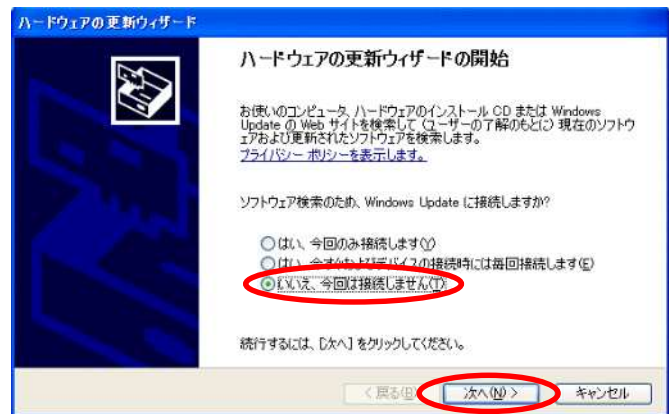 ハードウェアの更新ウィザード
ハードウェアの更新ウィザードの開始
お使いのコンピュータ、ハードウェアのインストール CD または Windows
Update の Web サイトを検索して (ユーザーの了解のもとに) 現在のソフトウ
ェアおよび更新されたソフトウェアを検索します。
プライバシー ポリシーを表示します。
ソフトウェア検索のため、Windows Update に接続しますか?
はい、今回のみ接続します(Y)
はい、今すぐおよびデバイスの接続時には毎回接続します(E)
いいえ、今回は接続しません(T)
続行するには、[次へ] をクリックしてください。
< 戻る(B)
次へ(N) >
キャンセル